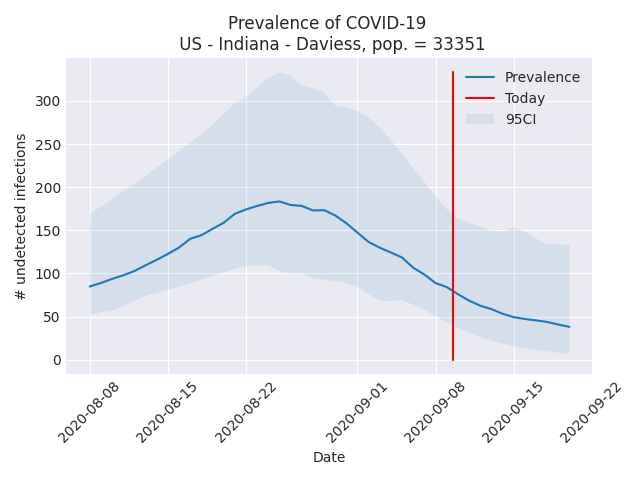 Prevalence of COVID-19
US - Indiana - Daviess, pop. = 33351
Prevalence
Today
95CI
# undetected infections
300
250
200
150
100
50
0
2020-08-08
2020-08-15
2020-08-22
2020-09-01
2020-09-08
2020-09-15
2020-09-22
Date